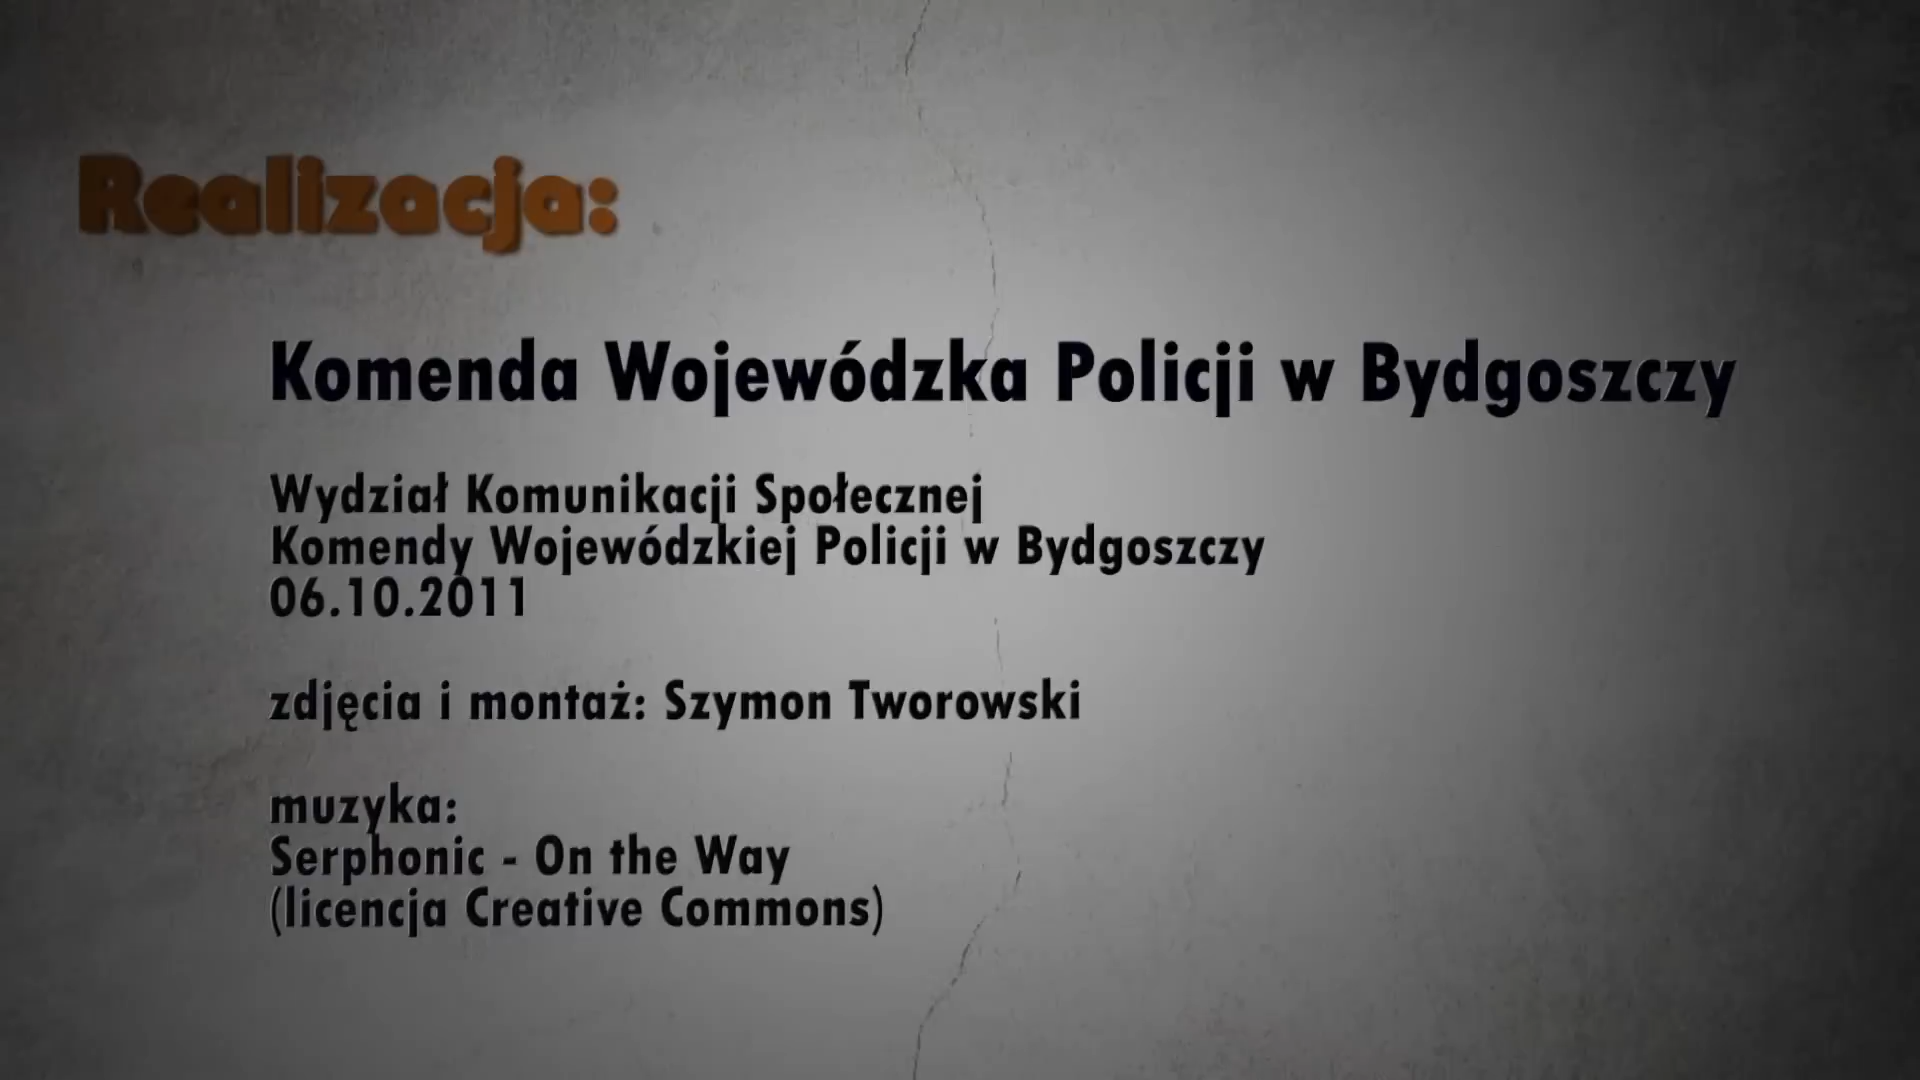 Realizacja:
Komenda Wojewódzka Policji w Bydgoszczy
Wydział Komunikacji Społecznej
Komendy Wojewódzkiej Policji w Bydgoszczy
06.10.2011
zdjęcia i montaż: Szymon Tworowski
muzyka:
Serphonic - On the Way
(licencja Creative Commons)